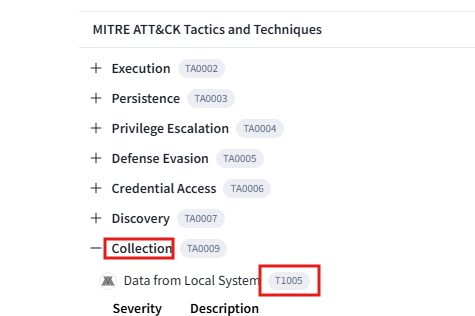 MITRE ATT&CK Tactics and Techniques
Execution TA0002
Persistence TA0003
Privilege Escalation TA0004
Defense Evasion TA0005
Credential Access TA0006
Discovery TA0007
Collection TA0009
Data from Local System T1005
Severity Description